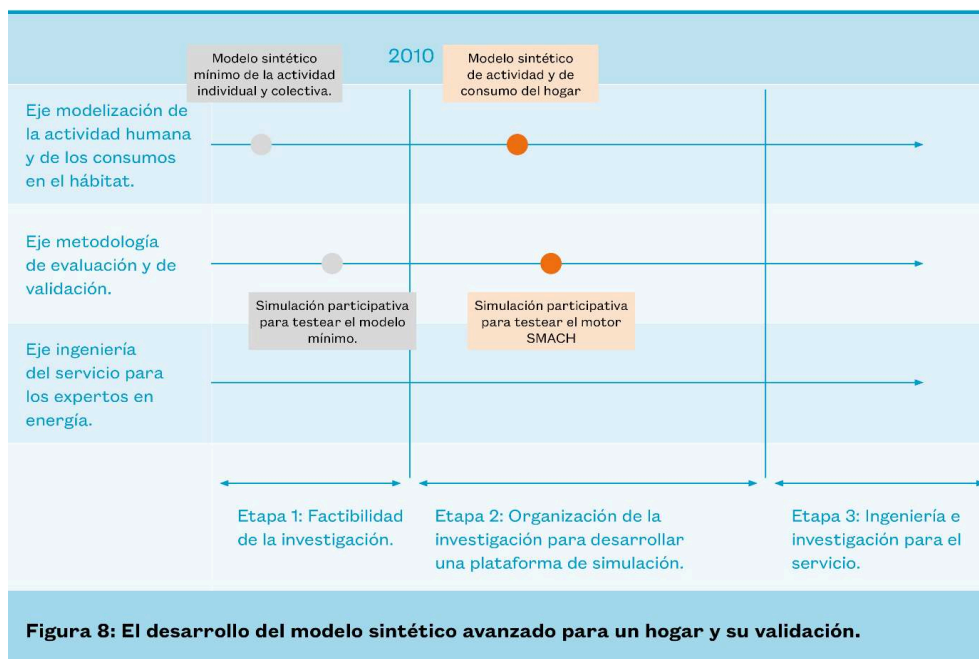 Modelo sintético
mínimo de la actividad
individual y colectiva.
2010
Modelo sintético
de actividad y de
consumo del hogar
Eje modelización de
la actividad humana
y de los consumos
en el hábitat.
Eje metodología
de evaluación y de
validación.
Simulación participativa
para testear el modelo
mínimo.
Simulación participativa
para testear el motor
SMACH
Eje ingeniería
del servicio para
los expertos en
energía.
Etapa 1: Factibilidad
de la investigación.
Etapa 2: Organización de la
investigación para desarrollar
una plataforma de simulación.
Etapa 3: Ingeniería e
investigación para el
servicio.
Figura 8: El desarrollo del modelo sintético avanzado para un hogar y su validación.